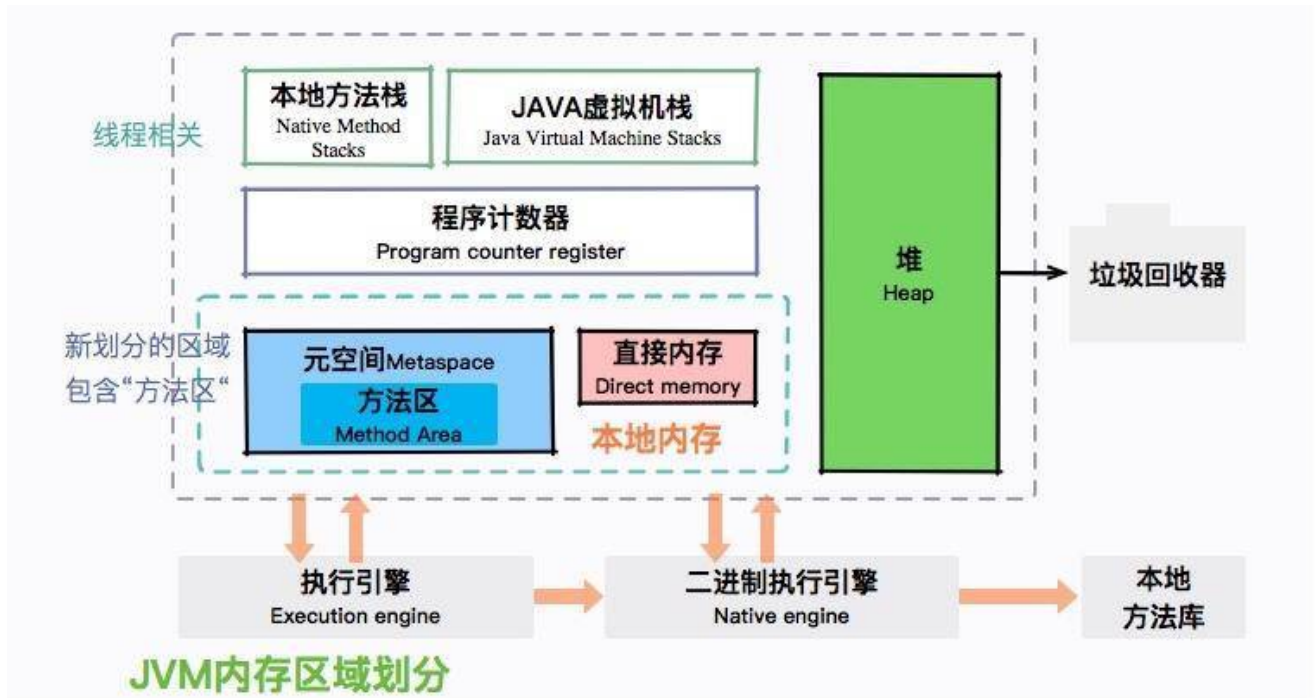 本地方法栈
Native Method
Stacks
JAVA虚拟机栈
Java Virtual Machine Stacks
线程相关
程序计数器
Program counter register
堆
Heap
垃圾回收器
新划分的区域
包含“方法区“
元空间Metaspace
方法区
Method Area
直接内存
Direct memory
本地内存
执行引擎
Execution engine
二进制执行引擎
Native engine
本地
方法库
JVM内存区域划分